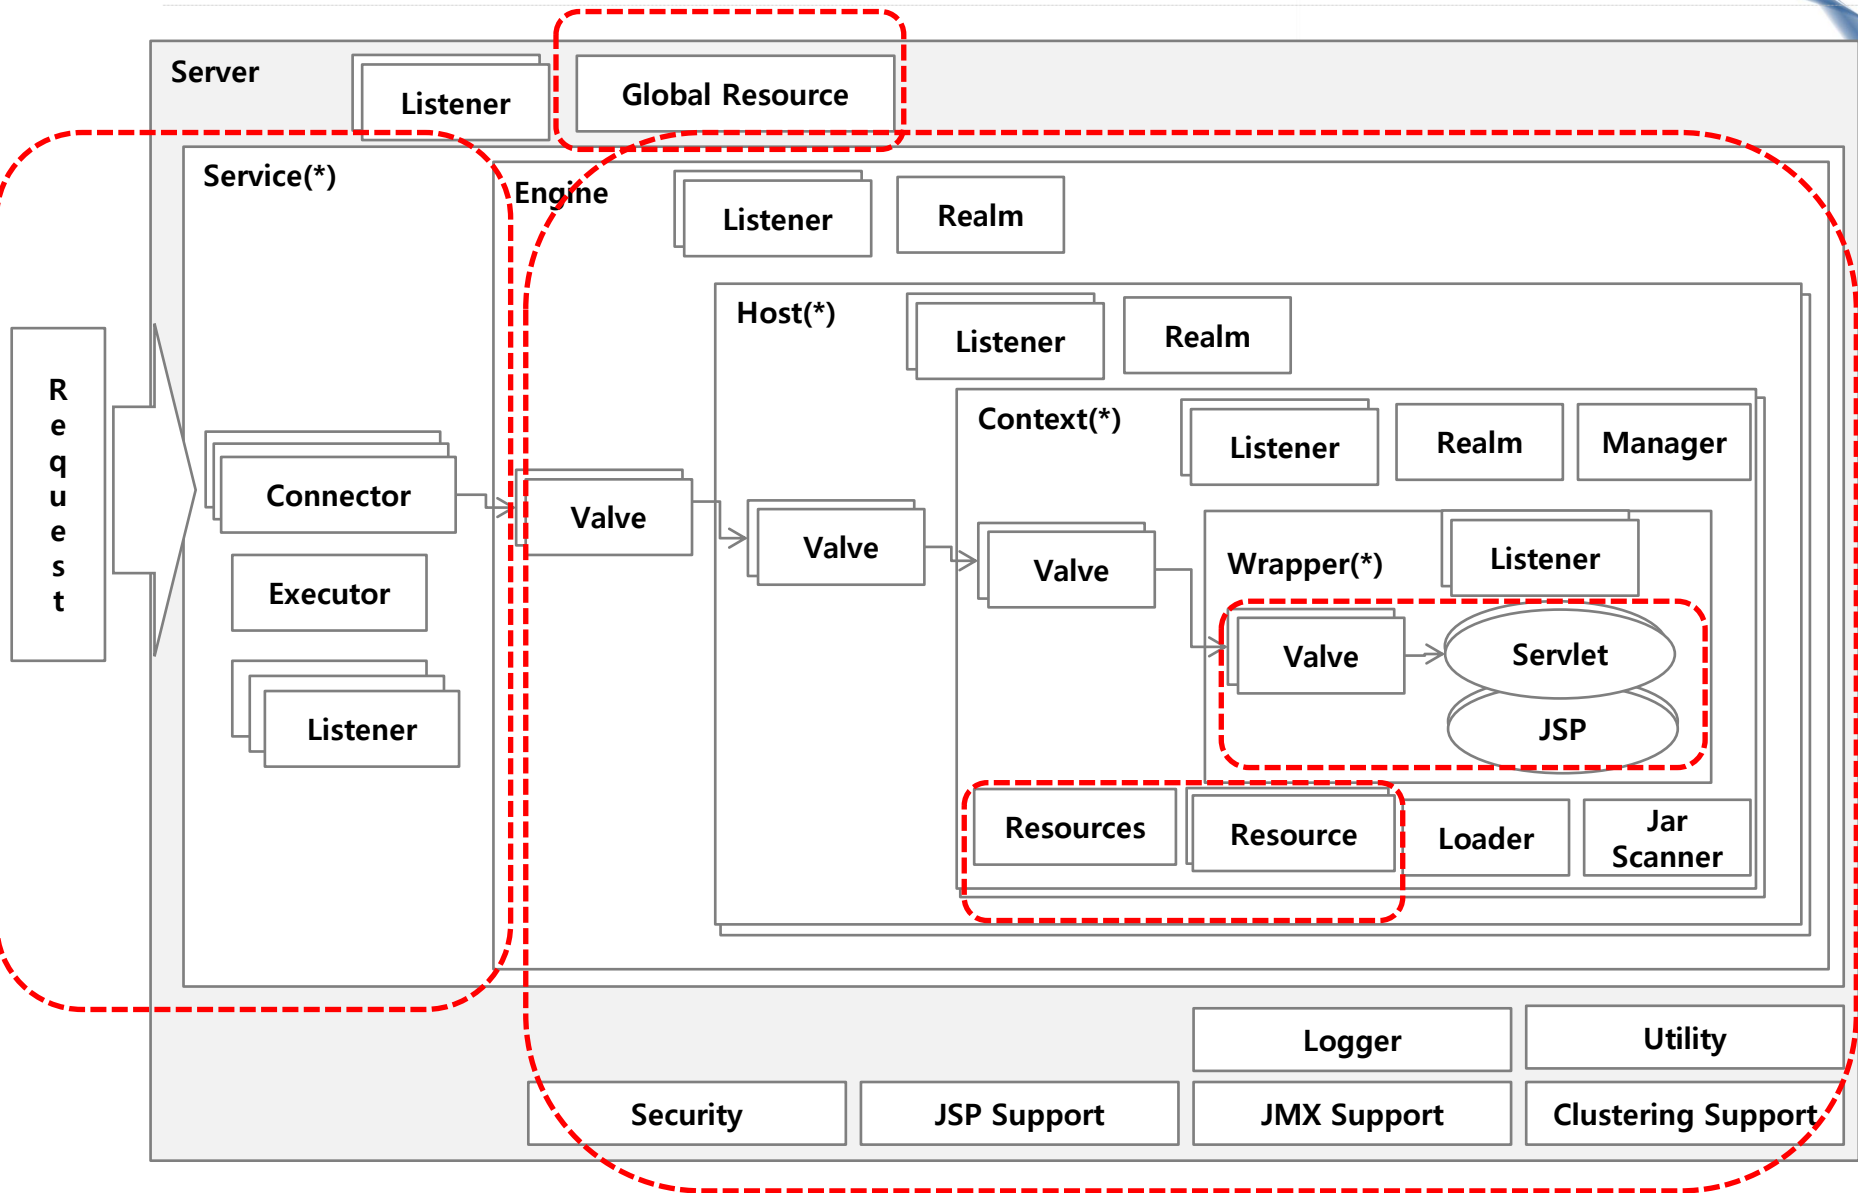 Server
Listener
Global Resource
Service(*)
Engine
Listener
Realm
Host(*)
Listener
Realm
Request
Context(*)
Listener
Realm
Manager
Connector
Valve
Valve
Valve
Wrapper(*)
Listener
Executor
Valve
Servlet
Listener
JSP
Resources
Resource
Loader
Jar
Scanner
Logger
Utility
Security
JSP Support
JMX Support
Clustering Support